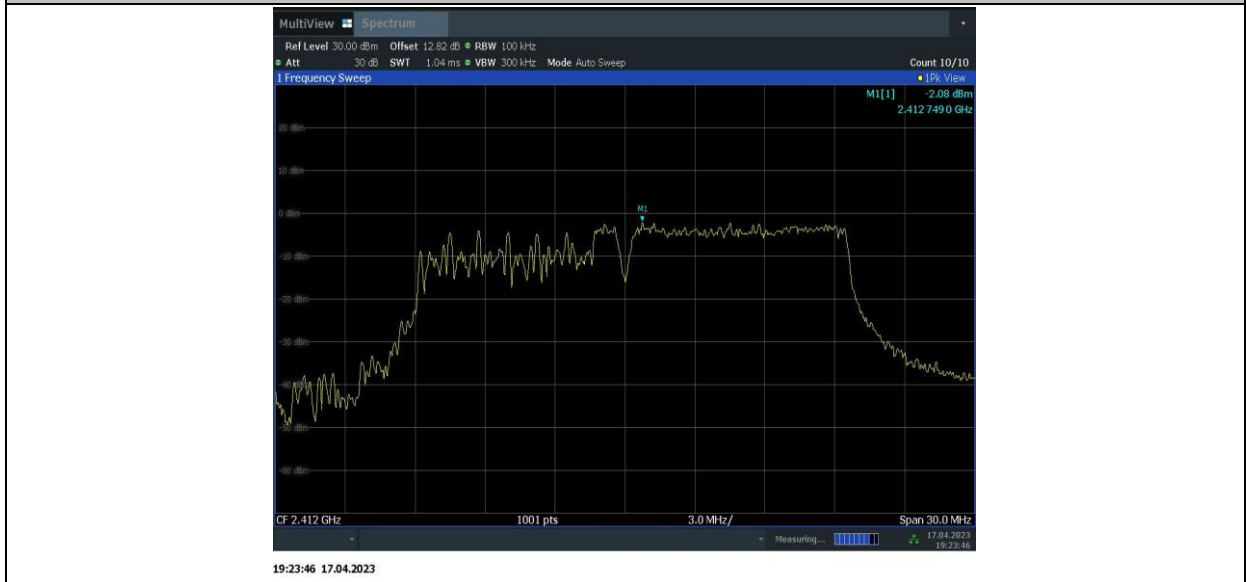 MultiView Spectrum
Ref Level 30.00 dBm Offset 12.82 dB RBW 100 kHz
Att 30 dB SWT 1.04 ms VBW 300 kHz Mode Auto Sweep Count 10/10
1 Frequency Sweep 1Pk View
M1[1] -2.08 dBm
2.412 749 0 GHz
20 dBm
10 dBm
0 dBm
M1
-10 dBm
-20 dBm
-30 dBm
-40 dBm
-50 dBm
-60 dBm
CF 2.412 GHz 1001 pts 3.0 MHz/ Span 30.0 MHz
Measuring... 17.04.2023
19:23:46
19:23:46 17.04.2023